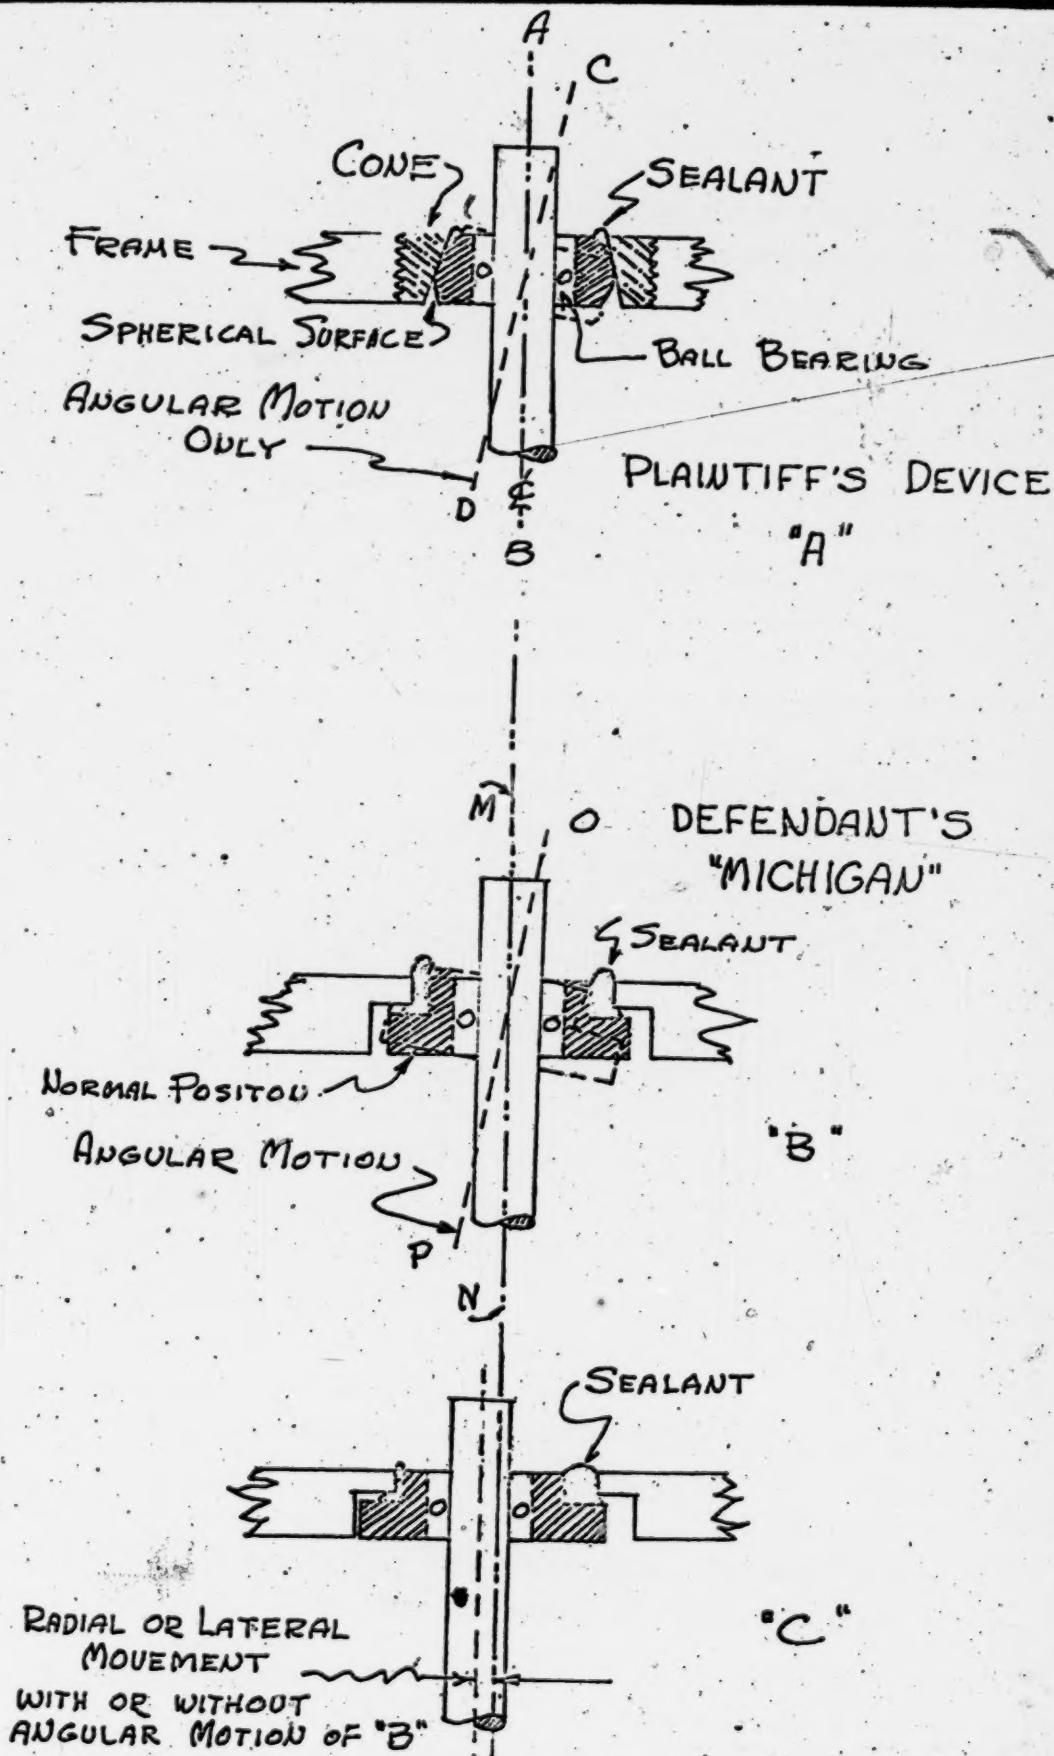 A
C
CONE
SEALANT
FRAME
SPHERICAL SURFACE
BALL BEARING
ANGULAR MOTION
ONLY
D
℄
B
PLAINTIFF'S DEVICE
"A"
M
O
DEFENDANT'S
"MICHIGAN"
SEALANT
NORMAL POSITON
ANGULAR MOTION
"B"
P
N
SEALANT
RADIAL OR LATERAL
MOVEMENT
WITH OR WITHOUT
ANGULAR MOTION OF "B"
"C"